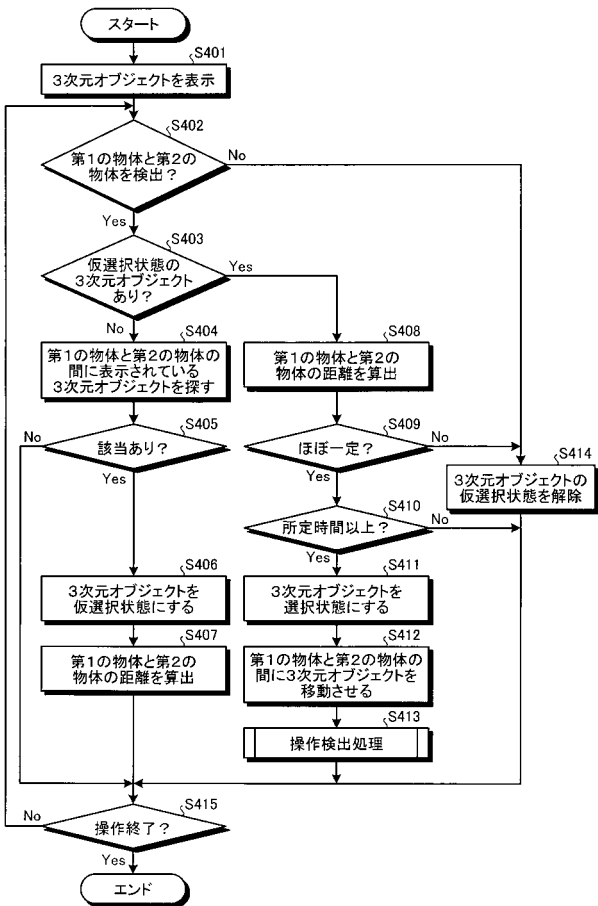 スタート
S401
3次元オブジェクトを表示
S402
第1の物体と第2の
物体を検出？
No
Yes
S403
仮選択状態の
3次元オブジェクト
あり？
Yes
No
S404
第1の物体と第2の物体の
間に表示されている
3次元オブジェクトを探す
S408
第1の物体と第2の
物体の距離を算出
S405
No
該当あり？
Yes
S409
ほぼ一定？
No
Yes
S414
3次元オブジェクトの
仮選択状態を解除
S410
所定時間以上？
No
Yes
S406
3次元オブジェクトを
仮選択状態にする
S411
3次元オブジェクトを
選択状態にする
S407
第1の物体と第2の
物体の距離を算出
S412
第1の物体と第2の物体の
間に3次元オブジェクトを
移動させる
S413
操作検出処理
S415
No
操作終了？
Yes
エンド